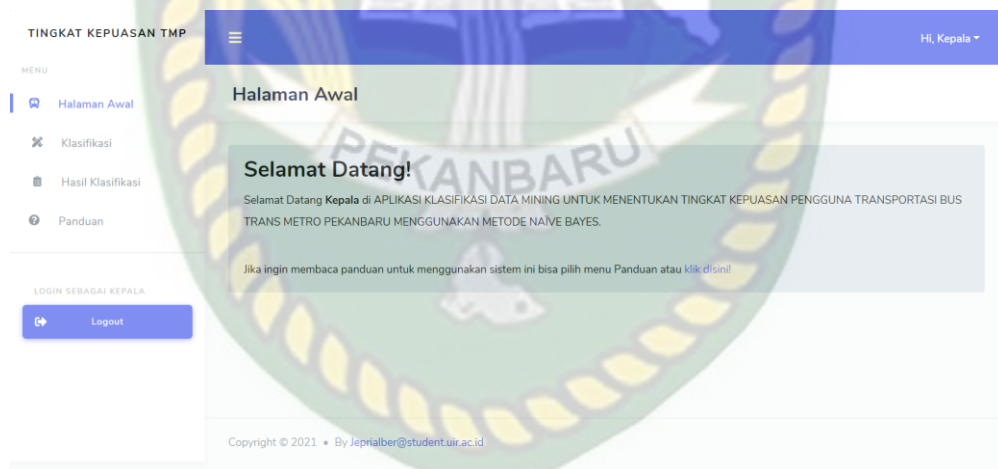 TINGKAT KEPUASAN TMP
Hi, Kepala
MENU
Halaman Awal
Klasifikasi
Hasil Klasifikasi
Panduan
LOGIN SEBAGAI KEPALA
Logout
Halaman Awal
PEKANBARU
Selamat Datang!
Selamat Datang Kepala di APLIKASI KLASIFIKASI DATA MINING UNTUK MENENTUKAN TINGKAT KEPUASAN PENGGUNA TRANSPORTASI BUS
TRANS METRO PEKANBARU MENGGUNAKAN METODE NAÏVE BAYES.
Jika ingin membaca panduan untuk menggunakan sistem ini bisa pilih menu Panduan atau klik disini!
Copyright © 2021 • By Jeprialber@student.uir.ac.id